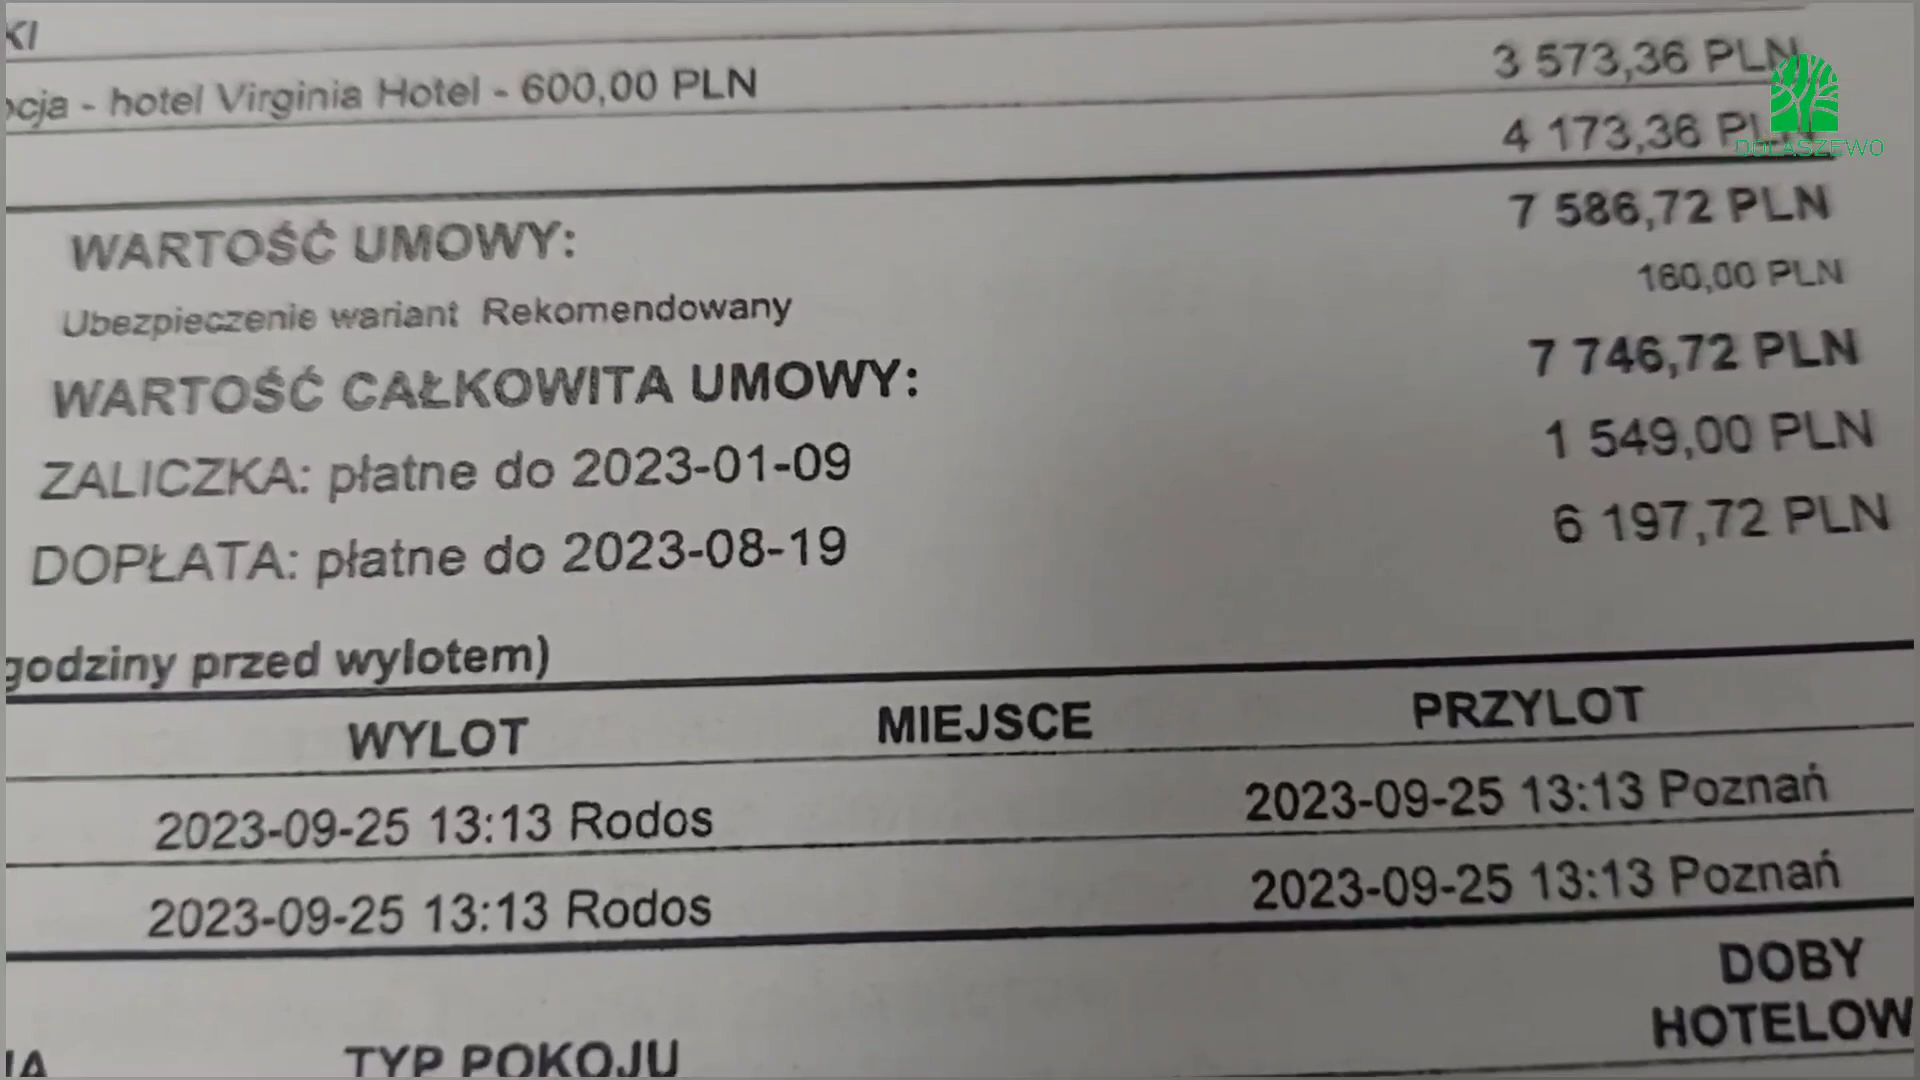 KI
3 573,36 PLN
cja - hotel Virginia Hotel - 600,00 PLN
4 173,36 PLN
DOLASZEWO
WARTOŚĆ UMOWY: 7 586,72 PLN
Ubezpieczenie wariant Rekomendowany 160,00 PLN
WARTOŚĆ CAŁKOWITA UMOWY: 7 746,72 PLN
ZALICZKA: płatne do 2023-01-09 1 549,00 PLN
DOPŁATA: płatne do 2023-08-19 6 197,72 PLN
godziny przed wylotem)
WYLOT MIEJSCE PRZYLOT
2023-09-25 13:13 Rodos 2023-09-25 13:13 Poznań
2023-09-25 13:13 Rodos 2023-09-25 13:13 Poznań
DOBY
HOTELOW
TYP POKOJU